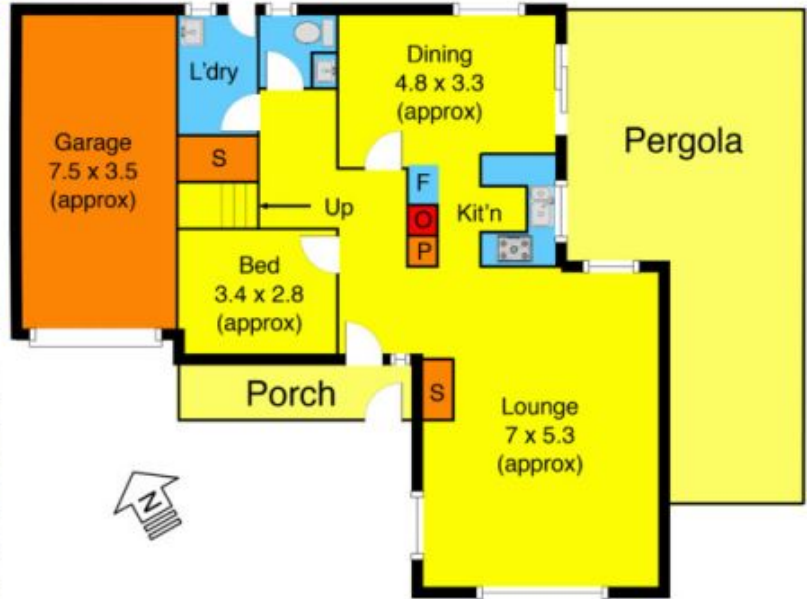 L'dry
Dining
4.8 x 3.3
(approx)
Garage
7.5 x 3.5
(approx)
S
Pergola
F
Up
O
Kit'n
P
Bed
3.4 x 2.8
(approx)
Porch
S
Lounge
7 x 5.3
(approx)
N